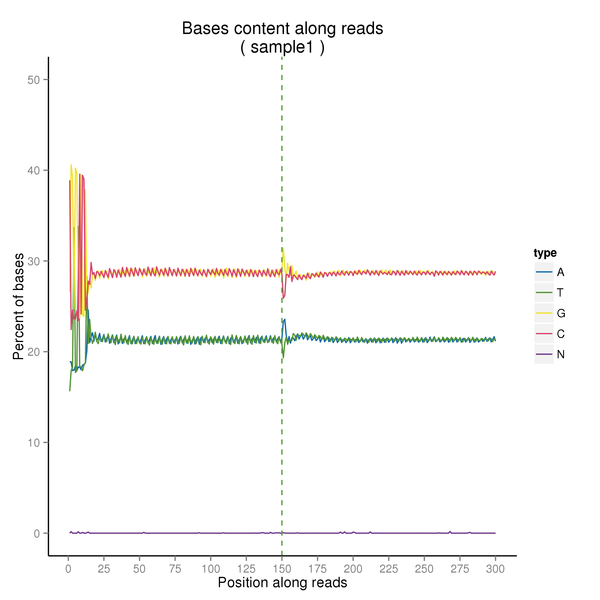 Bases content along reads
( sample1 )
Percent of bases
50
40
30
20
10
0
0 25 50 75 100 125 150 175 200 225 250 275 300
Position along reads
type
A
T
G
C
N